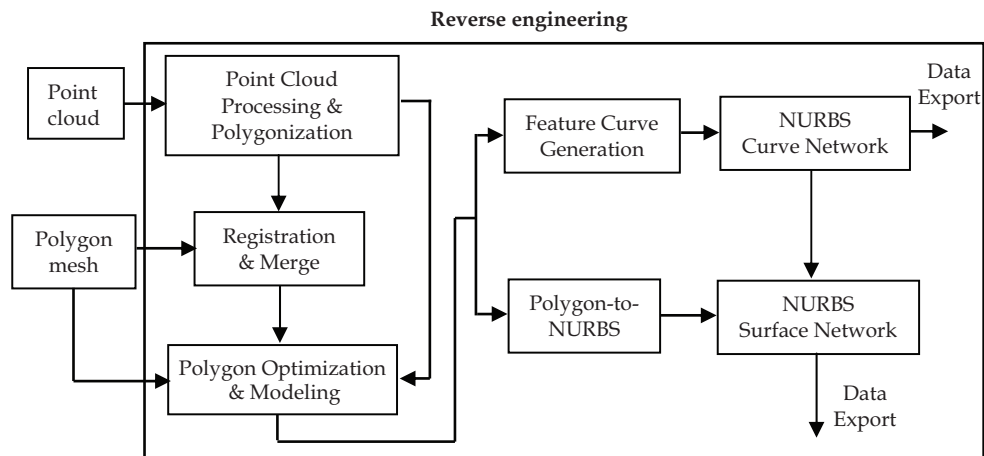 Reverse engineering
Point
cloud
Point Cloud
Processing &
Polygonization
Data
Export
Feature Curve
Generation
NURBS
Curve Network
Polygon
mesh
Registration
& Merge
Polygon-to-
NURBS
NURBS
Surface Network
Polygon Optimization
& Modeling
Data
Export